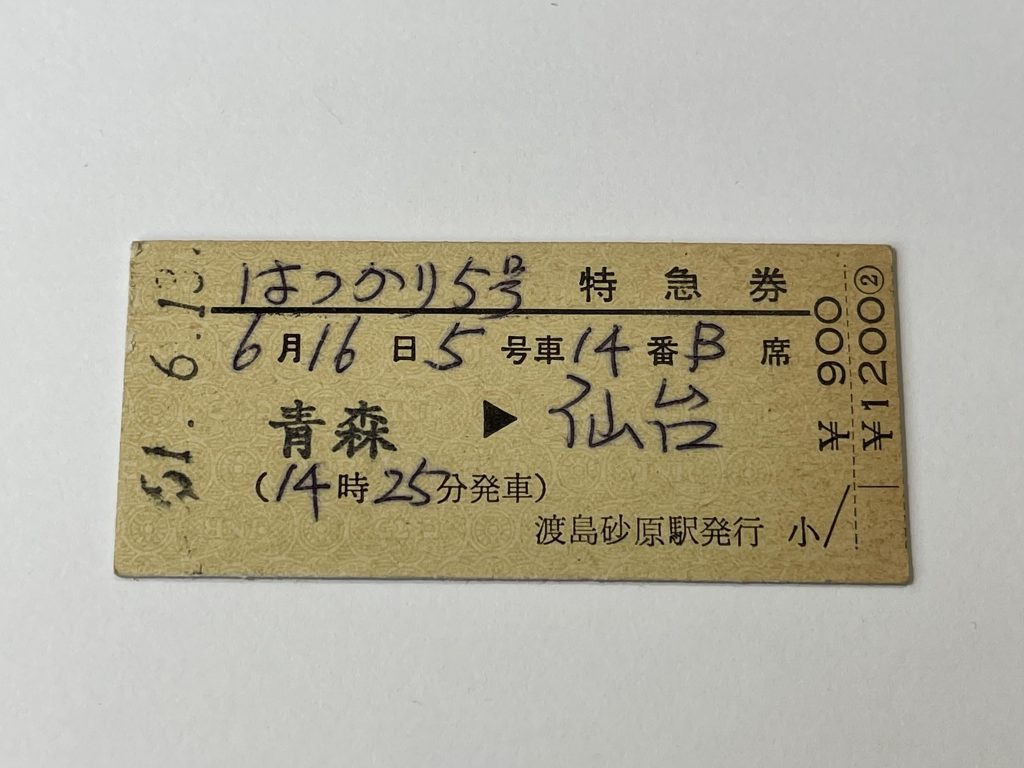 はつかり5号 特急券
6月16日5号車14番B席
青森▶仙台
(14時25分発車)
渡島砂原駅発行 小
51.6.13.
¥900
¥1200②